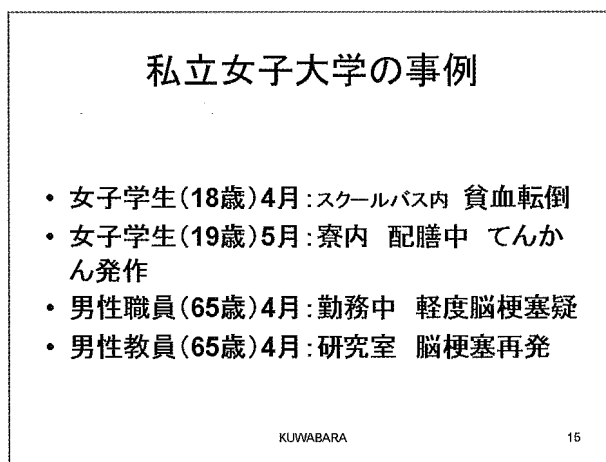 私立女子大学の事例
・女子学生(18歳)4月:スクールバス内 貧血転倒
・女子学生(19歳)5月:寮内 配膳中 てんか
ん発作
・男性職員(65歳)4月:勤務中 軽度脳梗塞疑
・男性教員(65歳)4月:研究室 脳梗塞再発
KUWABARA 15